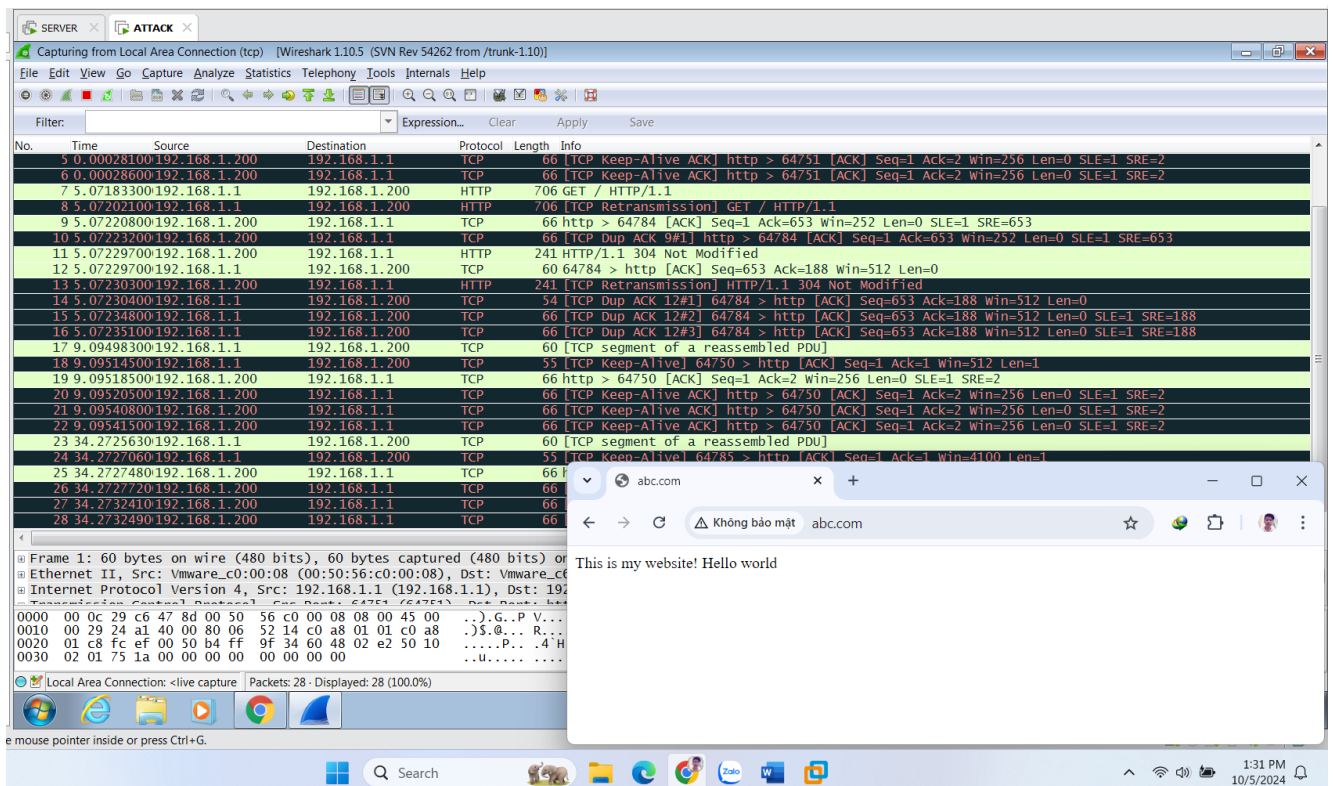 SERVER ATTACK
Capturing from Local Area Connection (tcp) [Wireshark 1.10.5 (SVN Rev 54262 from /trunk-1.10)]
File Edit View Go Capture Analyze Statistics Telephony Tools Internals Help
Filter: Expression... Clear Apply Save
No. Time Source Destination Protocol Length Info
5 0.00028100 192.168.1.200 192.168.1.1 TCP 66 [TCP Keep-Alive ACK] http > 64751 [ACK] Seq=1 Ack=2 Win=256 Len=0 SLE=1 SRE=2
6 0.00028600 192.168.1.200 192.168.1.1 TCP 66 [TCP Keep-Alive ACK] http > 64751 [ACK] Seq=1 Ack=2 Win=256 Len=0 SLE=1 SRE=2
7 5.07183300 192.168.1.1 192.168.1.200 HTTP 706 GET / HTTP/1.1
8 5.07202100 192.168.1.1 192.168.1.200 HTTP 706 [TCP Retransmission] GET / HTTP/1.1
9 5.07220800 192.168.1.200 192.168.1.1 TCP 66 http > 64784 [ACK] Seq=1 Ack=653 Win=252 Len=0 SLE=1 SRE=653
10 5.07223200 192.168.1.200 192.168.1.1 TCP 66 [TCP Dup ACK 9#1] http > 64784 [ACK] Seq=1 Ack=653 Win=252 Len=0 SLE=1 SRE=653
11 5.07229700 192.168.1.200 192.168.1.1 HTTP 241 HTTP/1.1 304 Not Modified
12 5.07229700 192.168.1.1 192.168.1.200 TCP 60 64784 > http [ACK] Seq=653 Ack=188 Win=512 Len=0
13 5.07230300 192.168.1.200 192.168.1.1 HTTP 241 [TCP Retransmission] HTTP/1.1 304 Not Modified
14 5.07230400 192.168.1.1 192.168.1.200 TCP 54 [TCP Dup ACK 12#1] 64784 > http [ACK] Seq=653 Ack=188 Win=512 Len=0
15 5.07234800 192.168.1.1 192.168.1.200 TCP 66 [TCP Dup ACK 12#2] 64784 > http [ACK] Seq=653 Ack=188 Win=512 Len=0 SLE=1 SRE=188
16 5.07235100 192.168.1.1 192.168.1.200 TCP 66 [TCP Dup ACK 12#3] 64784 > http [ACK] Seq=653 Ack=188 Win=512 Len=0 SLE=1 SRE=188
17 9.09498300 192.168.1.1 192.168.1.200 TCP 60 [TCP segment of a reassembled PDU]
18 9.09514500 192.168.1.1 192.168.1.200 TCP 55 [TCP Keep-Alive] 64750 > http [ACK] Seq=1 Ack=1 Win=512 Len=1
19 9.09518500 192.168.1.200 192.168.1.1 TCP 66 http > 64750 [ACK] Seq=1 Ack=2 Win=256 Len=0 SLE=1 SRE=2
20 9.09520500 192.168.1.200 192.168.1.1 TCP 66 [TCP Keep-Alive ACK] http > 64750 [ACK] Seq=1 Ack=2 Win=256 Len=0 SLE=1 SRE=2
21 9.09540800 192.168.1.200 192.168.1.1 TCP 66 [TCP Keep-Alive ACK] http > 64750 [ACK] Seq=1 Ack=2 Win=256 Len=0 SLE=1 SRE=2
22 9.09541500 192.168.1.200 192.168.1.1 TCP 66 [TCP Keep-Alive ACK] http > 64750 [ACK] Seq=1 Ack=2 Win=256 Len=0 SLE=1 SRE=2
23 34.2725630 192.168.1.1 192.168.1.200 TCP 60 [TCP segment of a reassembled PDU]
24 34.2727060 192.168.1.1 192.168.1.200 TCP 55 [TCP Keep-Alive] 64785 > http [ACK] Seq=1 Ack=1 Win=4100 Len=1
25 34.2727480 192.168.1.200 192.168.1.1 TCP 66
26 34.2727720 192.168.1.200 192.168.1.1 TCP 66
27 34.2732410 192.168.1.200 192.168.1.1 TCP 66
28 34.2732490 192.168.1.200 192.168.1.1 TCP 66
Frame 1: 60 bytes on wire (480 bits), 60 bytes captured (480 bits)
Ethernet II, Src: Vmware_c0:00:08 (00:50:56:c0:00:08), Dst:
Internet Protocol Version 4, Src: 192.168.1.1 (192.168.1.1), Dst:
0000 00 0c 29 c6 47 8d 00 50 56 c0 00 08 08 00 45 00 ..).G..P V...
0010 00 29 24 a1 40 00 80 06 52 14 c0 a8 01 01 c0 a8 .)$.@... R...
0020 01 c8 fc ef 00 50 b4 ff 9f 34 60 48 02 e2 50 10 .....P.. .4`H
0030 02 01 75 1a 00 00 00 00 00 00 00 00 ..u..... ....
Local Area Connection: <live capture Packets: 28 · Displayed: 28 (100.0%)
abc.com
Không bảo mật abc.com
This is my website! Hello world
e mouse pointer inside or press Ctrl+G.
Search
Zalo
1:31 PM
10/5/2024